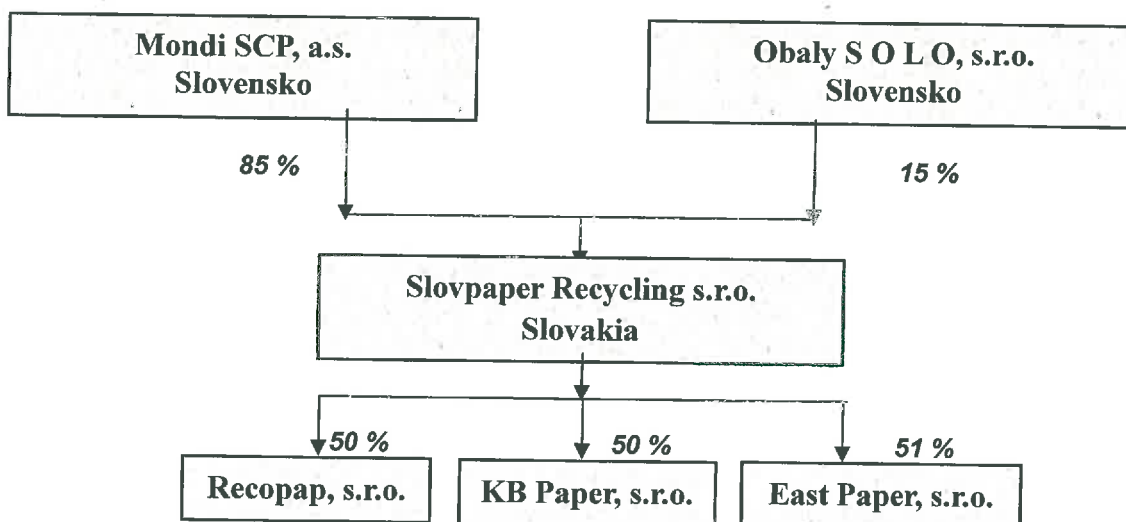 Mondi SCP, a.s.
Slovensko
Obaly S O L O, s.r.o.
Slovensko
85 %
15 %
Slovpaper Recycling s.r.o.
Slovakia
50 %
50 %
51 %
Recopap, s.r.o.
KB Paper, s.r.o.
East Paper, s.r.o.